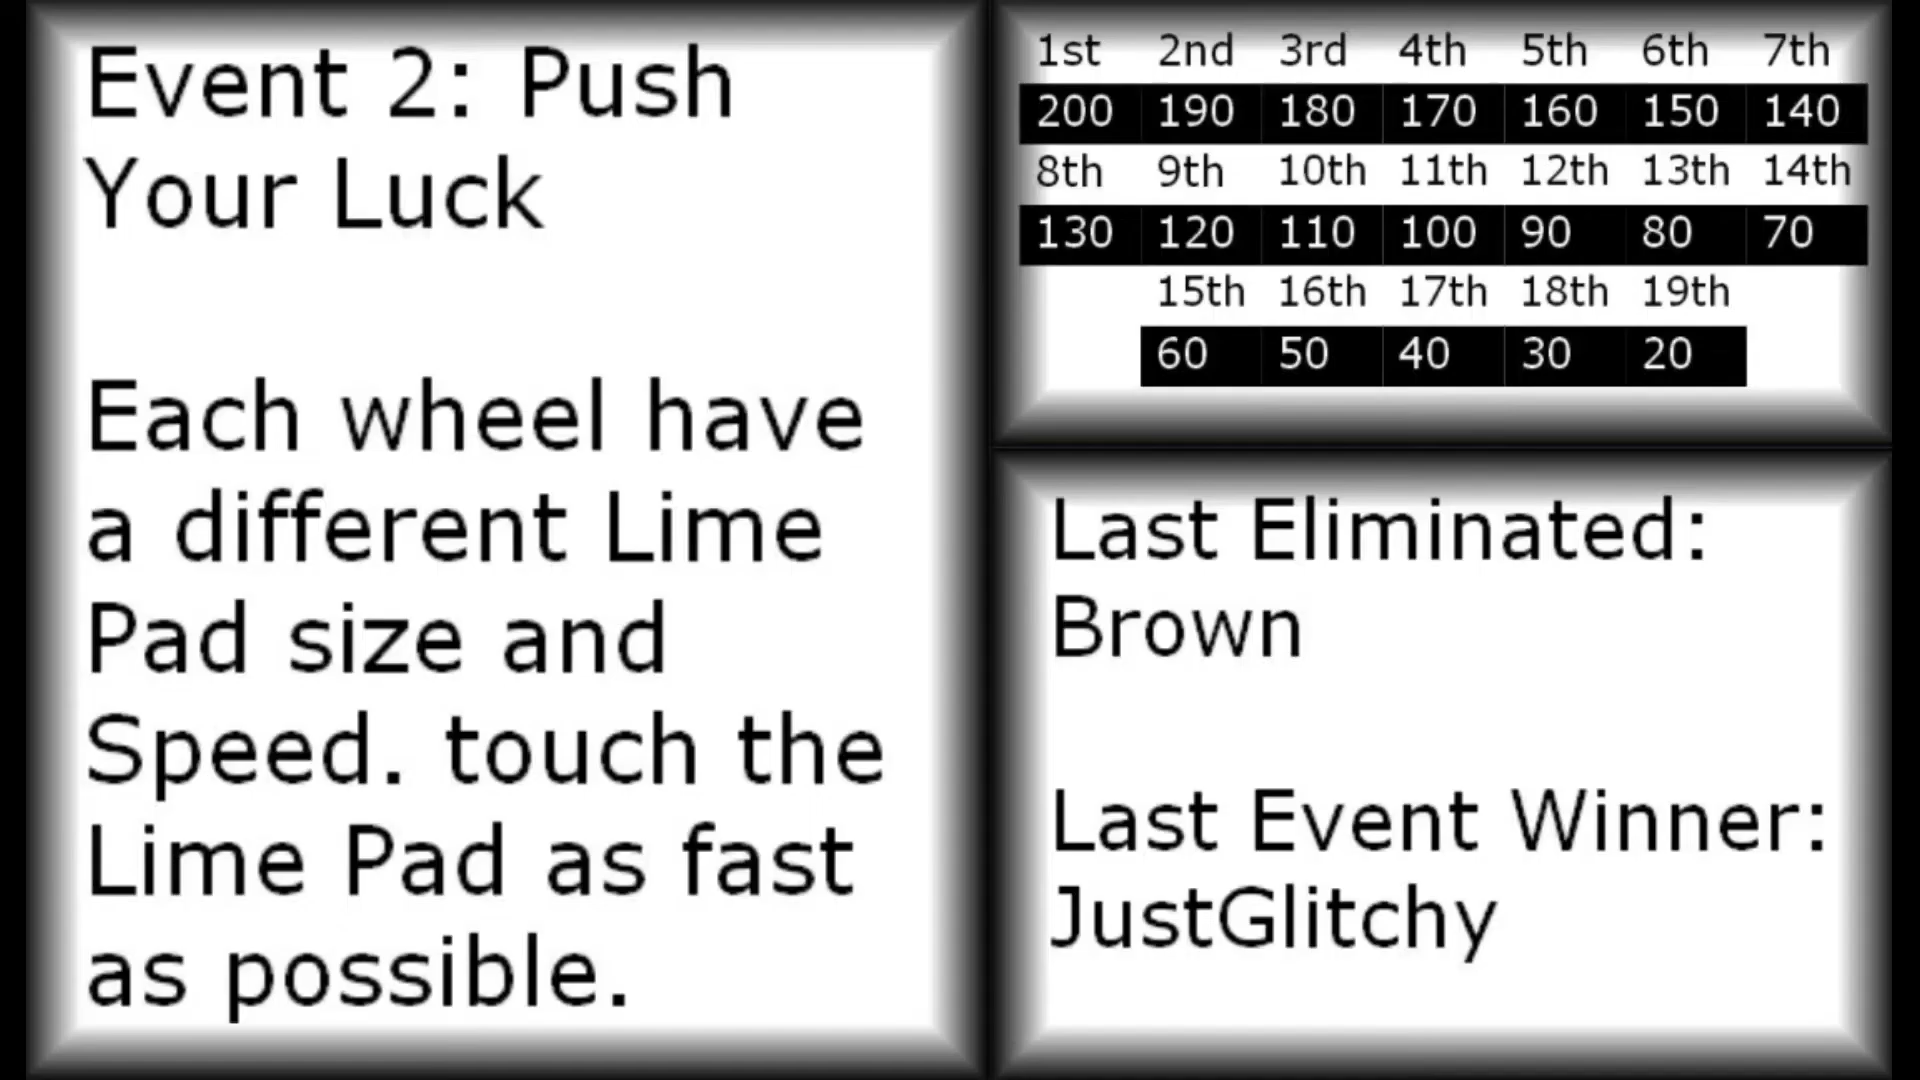 Event 2: Push
Your Luck
Each wheel have
a different Lime
Pad size and
Speed. touch the
Lime Pad as fast
as possible.
1st 2nd 3rd 4th 5th 6th 7th
200 190 180 170 160 150 140
8th 9th 10th 11th 12th 13th 14th
130 120 110 100 90 80 70
15th 16th 17th 18th 19th
60 50 40 30 20
Last Eliminated:
Brown
Last Event Winner:
JustGlitchy